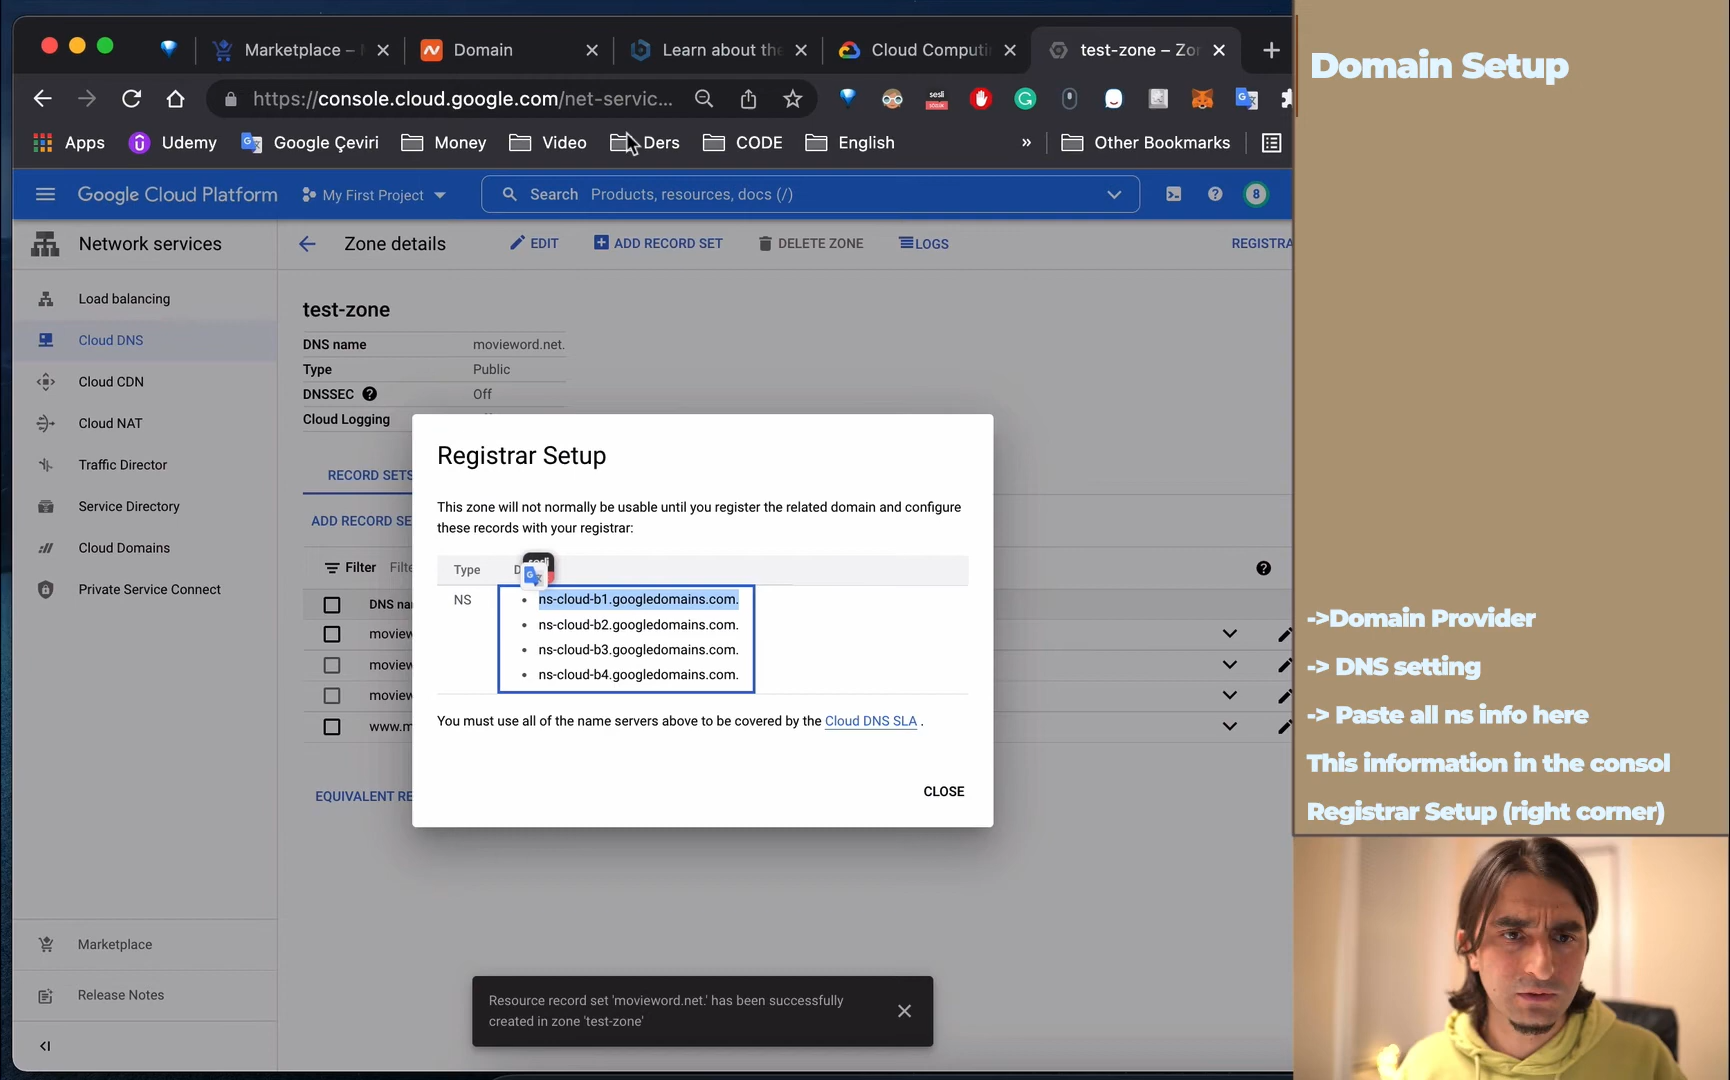 Marketplace –
Domain
Learn about the
Cloud Computi
test-zone – Zo
https://console.cloud.google.com/net-servic...
Apps
Udemy
Google Çeviri
Money
Video
Ders
CODE
English
»
Other Bookmarks
Google Cloud Platform
My First Project
Search Products, resources, docs (/)
8
Network services
Zone details
EDIT
ADD RECORD SET
DELETE ZONE
LOGS
REGISTRA
Load balancing
Cloud DNS
Cloud CDN
Cloud NAT
Traffic Director
Service Directory
Cloud Domains
Private Service Connect
Marketplace
Release Notes
test-zone
DNS name movieword.net.
Type Public
DNSSEC Off
Cloud Logging
RECORD SETS
ADD RECORD SE
Filter Filte
DNS na
moview
moview
moview
www.m
EQUIVALENT RE
Registrar Setup
This zone will not normally be usable until you register the related domain and configure
these records with your registrar:
Type D
NS
• ns-cloud-b1.googledomains.com.
• ns-cloud-b2.googledomains.com.
• ns-cloud-b3.googledomains.com.
• ns-cloud-b4.googledomains.com.
You must use all of the name servers above to be covered by the Cloud DNS SLA .
CLOSE
Resource record set 'movieword.net.' has been successfully
created in zone 'test-zone'
Domain Setup
->Domain Provider
-> DNS setting
-> Paste all ns info here
This information in the consol
Registrar Setup (right corner)